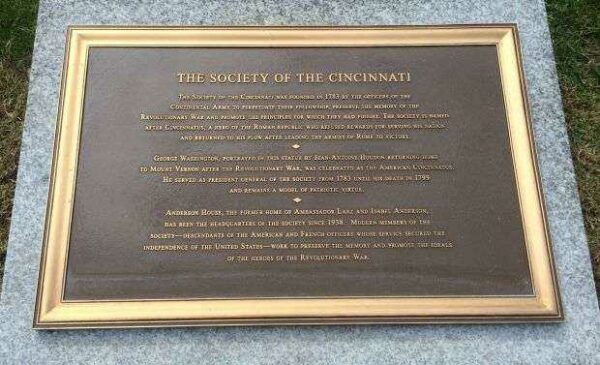 THE SOCIETY OF THE CINCINNATI
THE SOCIETY OF THE CINCINNATI WAS FOUNDED IN 1783 BY THE OFFICERS OF THE
CONTINENTAL ARMY TO PERPETUATE THEIR FELLOWSHIP, PRESERVE THE MEMORY OF THE
REVOLUTIONARY WAR AND PROMOTE THE PRINCIPLES FOR WHICH THEY HAD FOUGHT. THE SOCIETY IS NAMED
AFTER CINCINNATUS, A HERO OF THE ROMAN REPUBLIC WHO REFUSED REWARDS FOR SERVING HIS NATION
AND RETURNED TO HIS PLOW AFTER LEADING THE ARMIES OF ROME TO VICTORY.
GEORGE WASHINGTON, PORTRAYED IN THIS STATUE BY JEAN-ANTOINE HOUDON RETURNING HOME
TO MOUNT VERNON AFTER THE REVOLUTIONARY WAR, WAS CELEBRATED AS THE AMERICAN CINCINNATUS.
HE SERVED AS PRESIDENT GENERAL OF THE SOCIETY FROM 1783 UNTIL HIS DEATH IN 1799
AND REMAINS A MODEL OF PATRIOTIC VIRTUE.
ANDERSON HOUSE, THE FORMER HOME OF AMBASSADOR LARZ AND ISABEL ANDERSON,
HAS BEEN THE HEADQUARTERS OF THE SOCIETY SINCE 1938. MODERN MEMBERS OF THE
SOCIETY—DESCENDANTS OF THE AMERICAN AND FRENCH OFFICERS WHOSE SERVICE SECURED THE
INDEPENDENCE OF THE UNITED STATES—WORK TO PRESERVE THE MEMORY AND PROMOTE THE IDEALS
OF THE HEROES OF THE REVOLUTIONARY WAR.